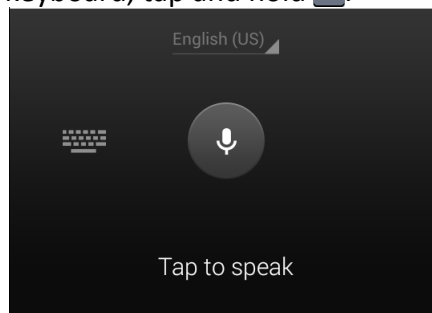 keyboard, tap and hold .
English (US)
Tap to speak